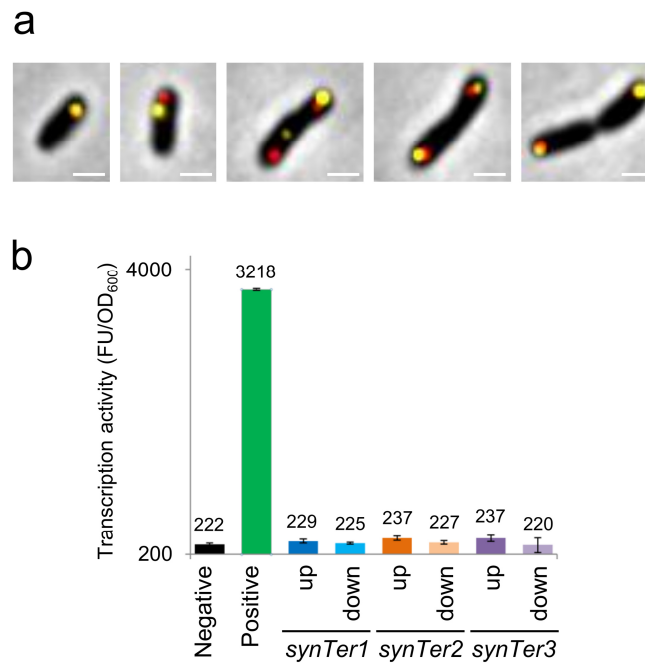 a
b
Transcription activity (FU/OD600)
4000
200
222
3218
229
225
237
227
237
220
Negative
Positive
up
down
up
down
up
down
synTer1
synTer2
synTer3